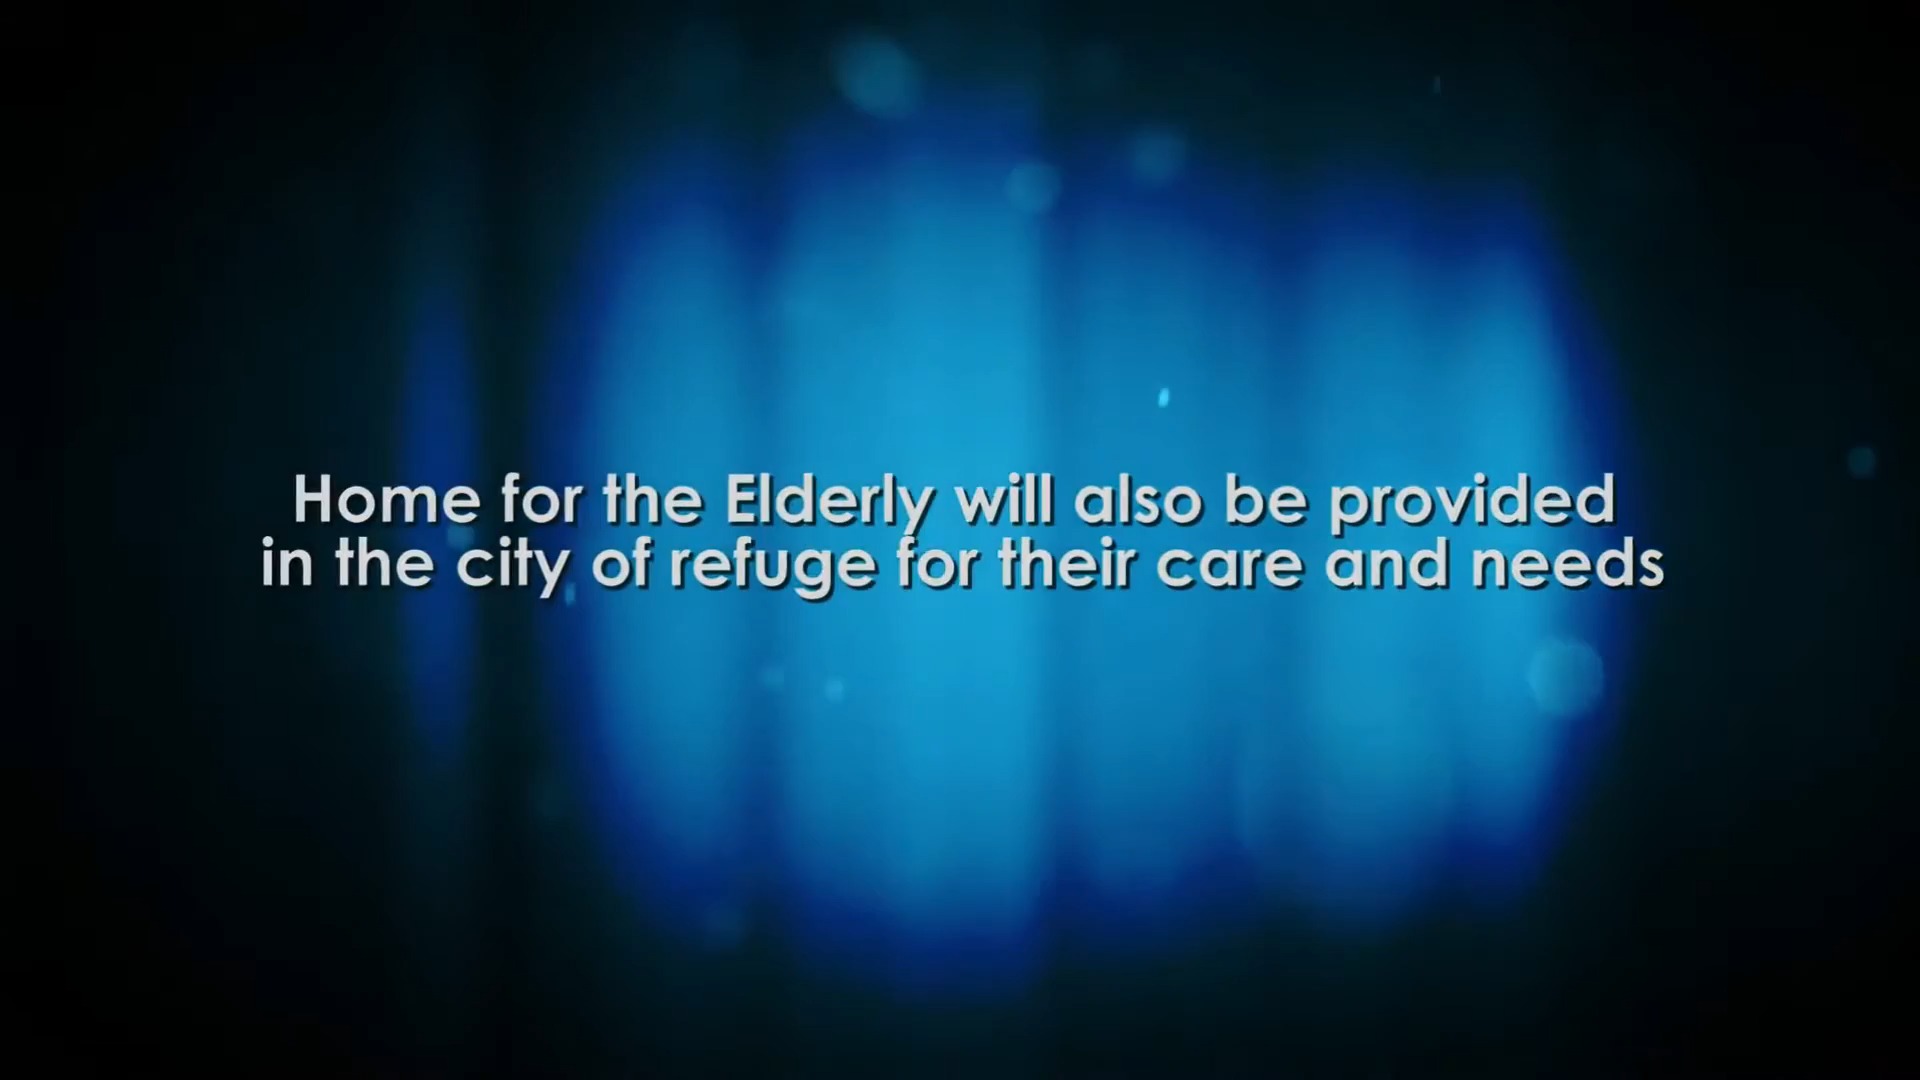 Home for the Elderly will also be provided
in the city of refuge for their care and needs